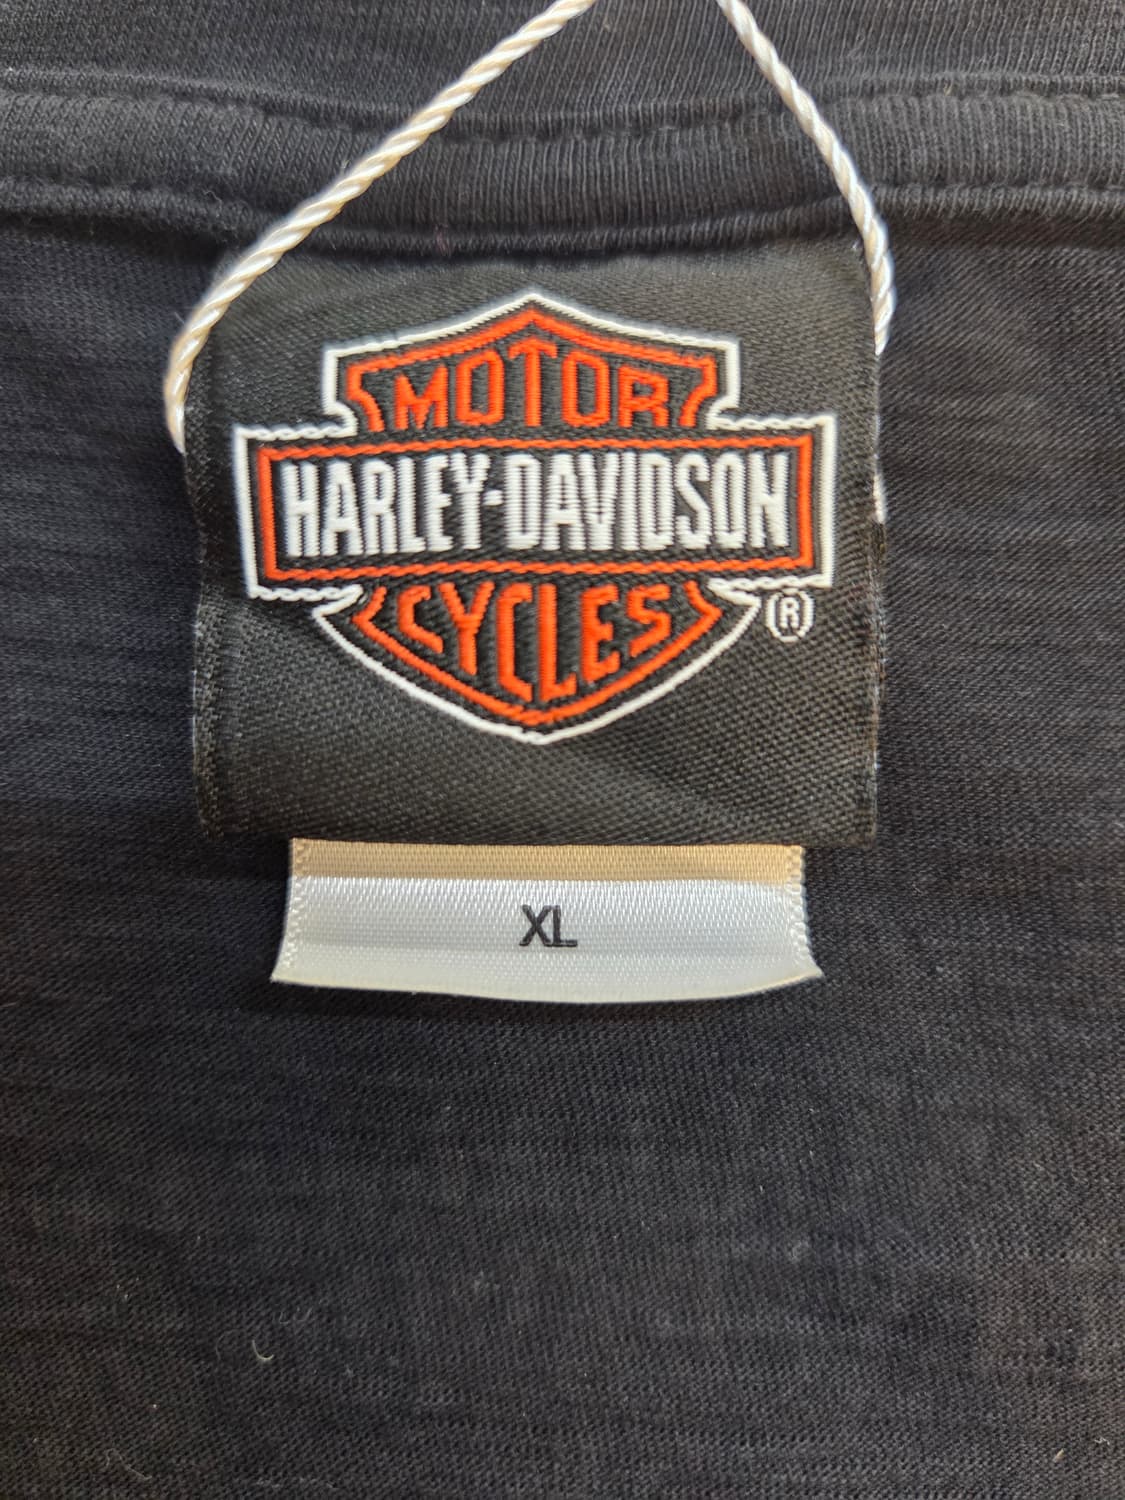 MOTOR
HARLEY-DAVIDSON
CYCLES
®
XL